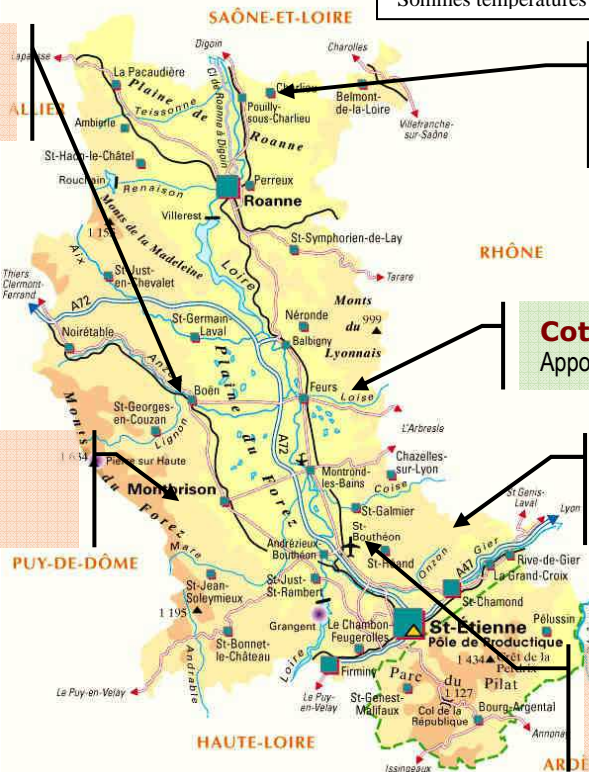 Sommes températures
SAÔNE-ET-LOIRE
Digoin
Charolles
Lapalisse
La Pacaudière
Charlieu
Belmont-
de-la-Loire
Pouilly-
sous-Charlieu
ALLIER
Plaine de
Roanne
Teissonne
Cl de Roanne à Digoin
Ambierle
Villefranche-
sur-Saône
St-Haon-le-Châtel
Rouchain
Renaison
Perreux
Roanne
Villerest
Monts de la Madeleine
St-Symphorien-de-Lay
RHÔNE
Aix
Loire
Tarare
Thiers
Clermont-
Ferrand
St-Just-
en-Chevalet
A72
Monts
du
Lyonnais
999
Néronde
St-Germain-
Laval
Noirétable
Balbigny
Anzon
Plaine
du Forez
Boën
Feurs
Loise
St-Georges-
en-Couzan
Lignon
L'Arbresle
A72
Chazelles-
sur-Lyon
1 634
Pierre sur Haute
Monts du Forez
Montrond-
les-Bains
Coise
Montbrison
St-Galmier
St Genis-
Laval
Lyon
PUY-DE-DÔME
Mare
Andrézieux-
Bouthéon
St-
Bouthéon
St-Héand
Onzon
A47
Gier
Rive-de-Gier
La Grand-Croix
St-Jean-
Soleymieux
St-Just-
St-Rambert
St-Chamond
1 195
Grangent
St-Étienne
Pôle de Productique
Pélussin
St-Bonnet-
le-Château
Le Chambon-
Feugerolles
Andrable
Loire
Firminy
1 434
Crêt de la
Perdrix
Parc
du
Pilat
1 127
Le Puy-en-Velay
Le Puy-
en-Velay
St-Genest-
Malifaux
Col de la
République
Bourg-Argental
Annonay
HAUTE-LOIRE
Issingeaux
ARDÈ
Cot
Appo